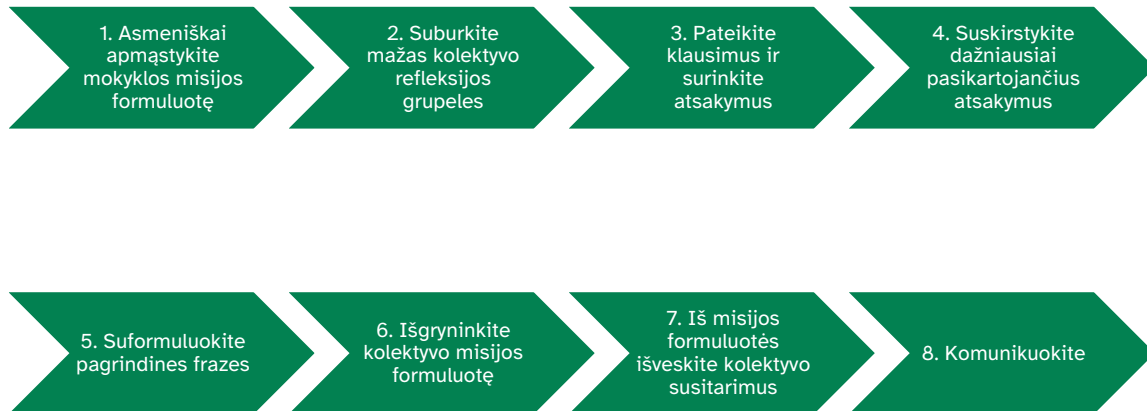 1. Asmeniškai
apmąstykite
mokyklos misijos
formuluotę
2. Suburkite
mažas kolektyvo
refleksijos
grupeles
3. Pateikite
klausimus ir
surinkite
atsakymus
4. Suskirstykite
dažniausiai
pasikartojančius
atsakymus
5. Suformuluokite
pagrindines frazes
6. Išgryninkite
kolektyvo misijos
formuluotę
7. Iš misijos
formuluotės
išveskite kolektyvo
susitarimus
8. Komunikuokite